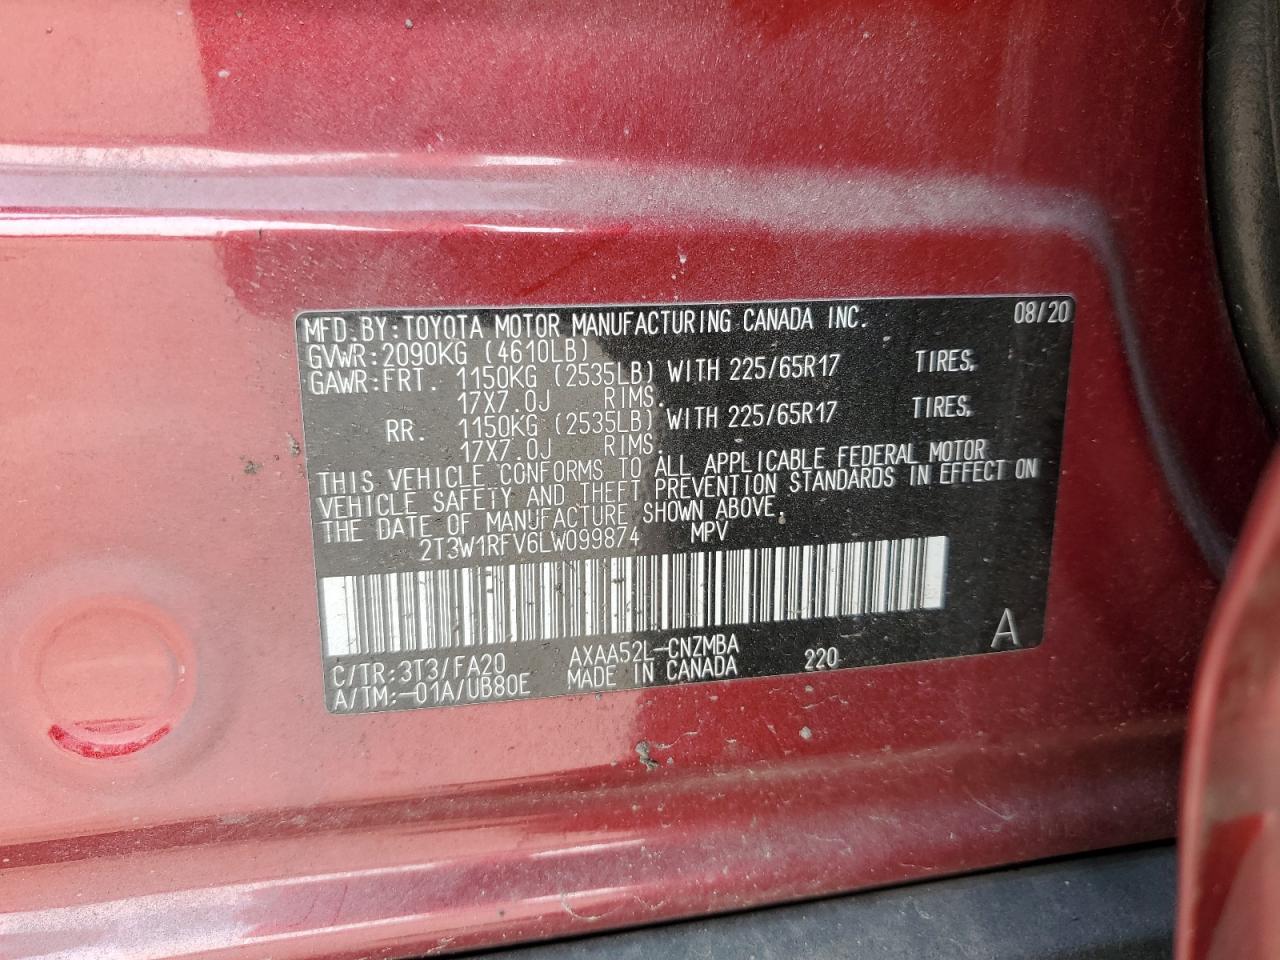 MFD. BY: TOYOTA MOTOR MANUFACTURING CANADA INC. 08/20
GVWR: 2090KG (4610LB)
GAWR: FRT. 1150KG (2535LB) WITH 225/65R17 TIRES,
17X7.0J RIMS.
RR. 1150KG (2535LB) WITH 225/65R17 TIRES,
17X7.0J RIMS.
THIS VEHICLE CONFORMS TO ALL APPLICABLE FEDERAL MOTOR
VEHICLE SAFETY AND THEFT PREVENTION STANDARDS IN EFFECT ON
THE DATE OF MANUFACTURE SHOWN ABOVE.
2T3W1RFV6LW099874 MPV
C/TR: 3T3/FA20 AXAA52L-CNZMBA 220 A
A/TM: -01A/UB80E MADE IN CANADA